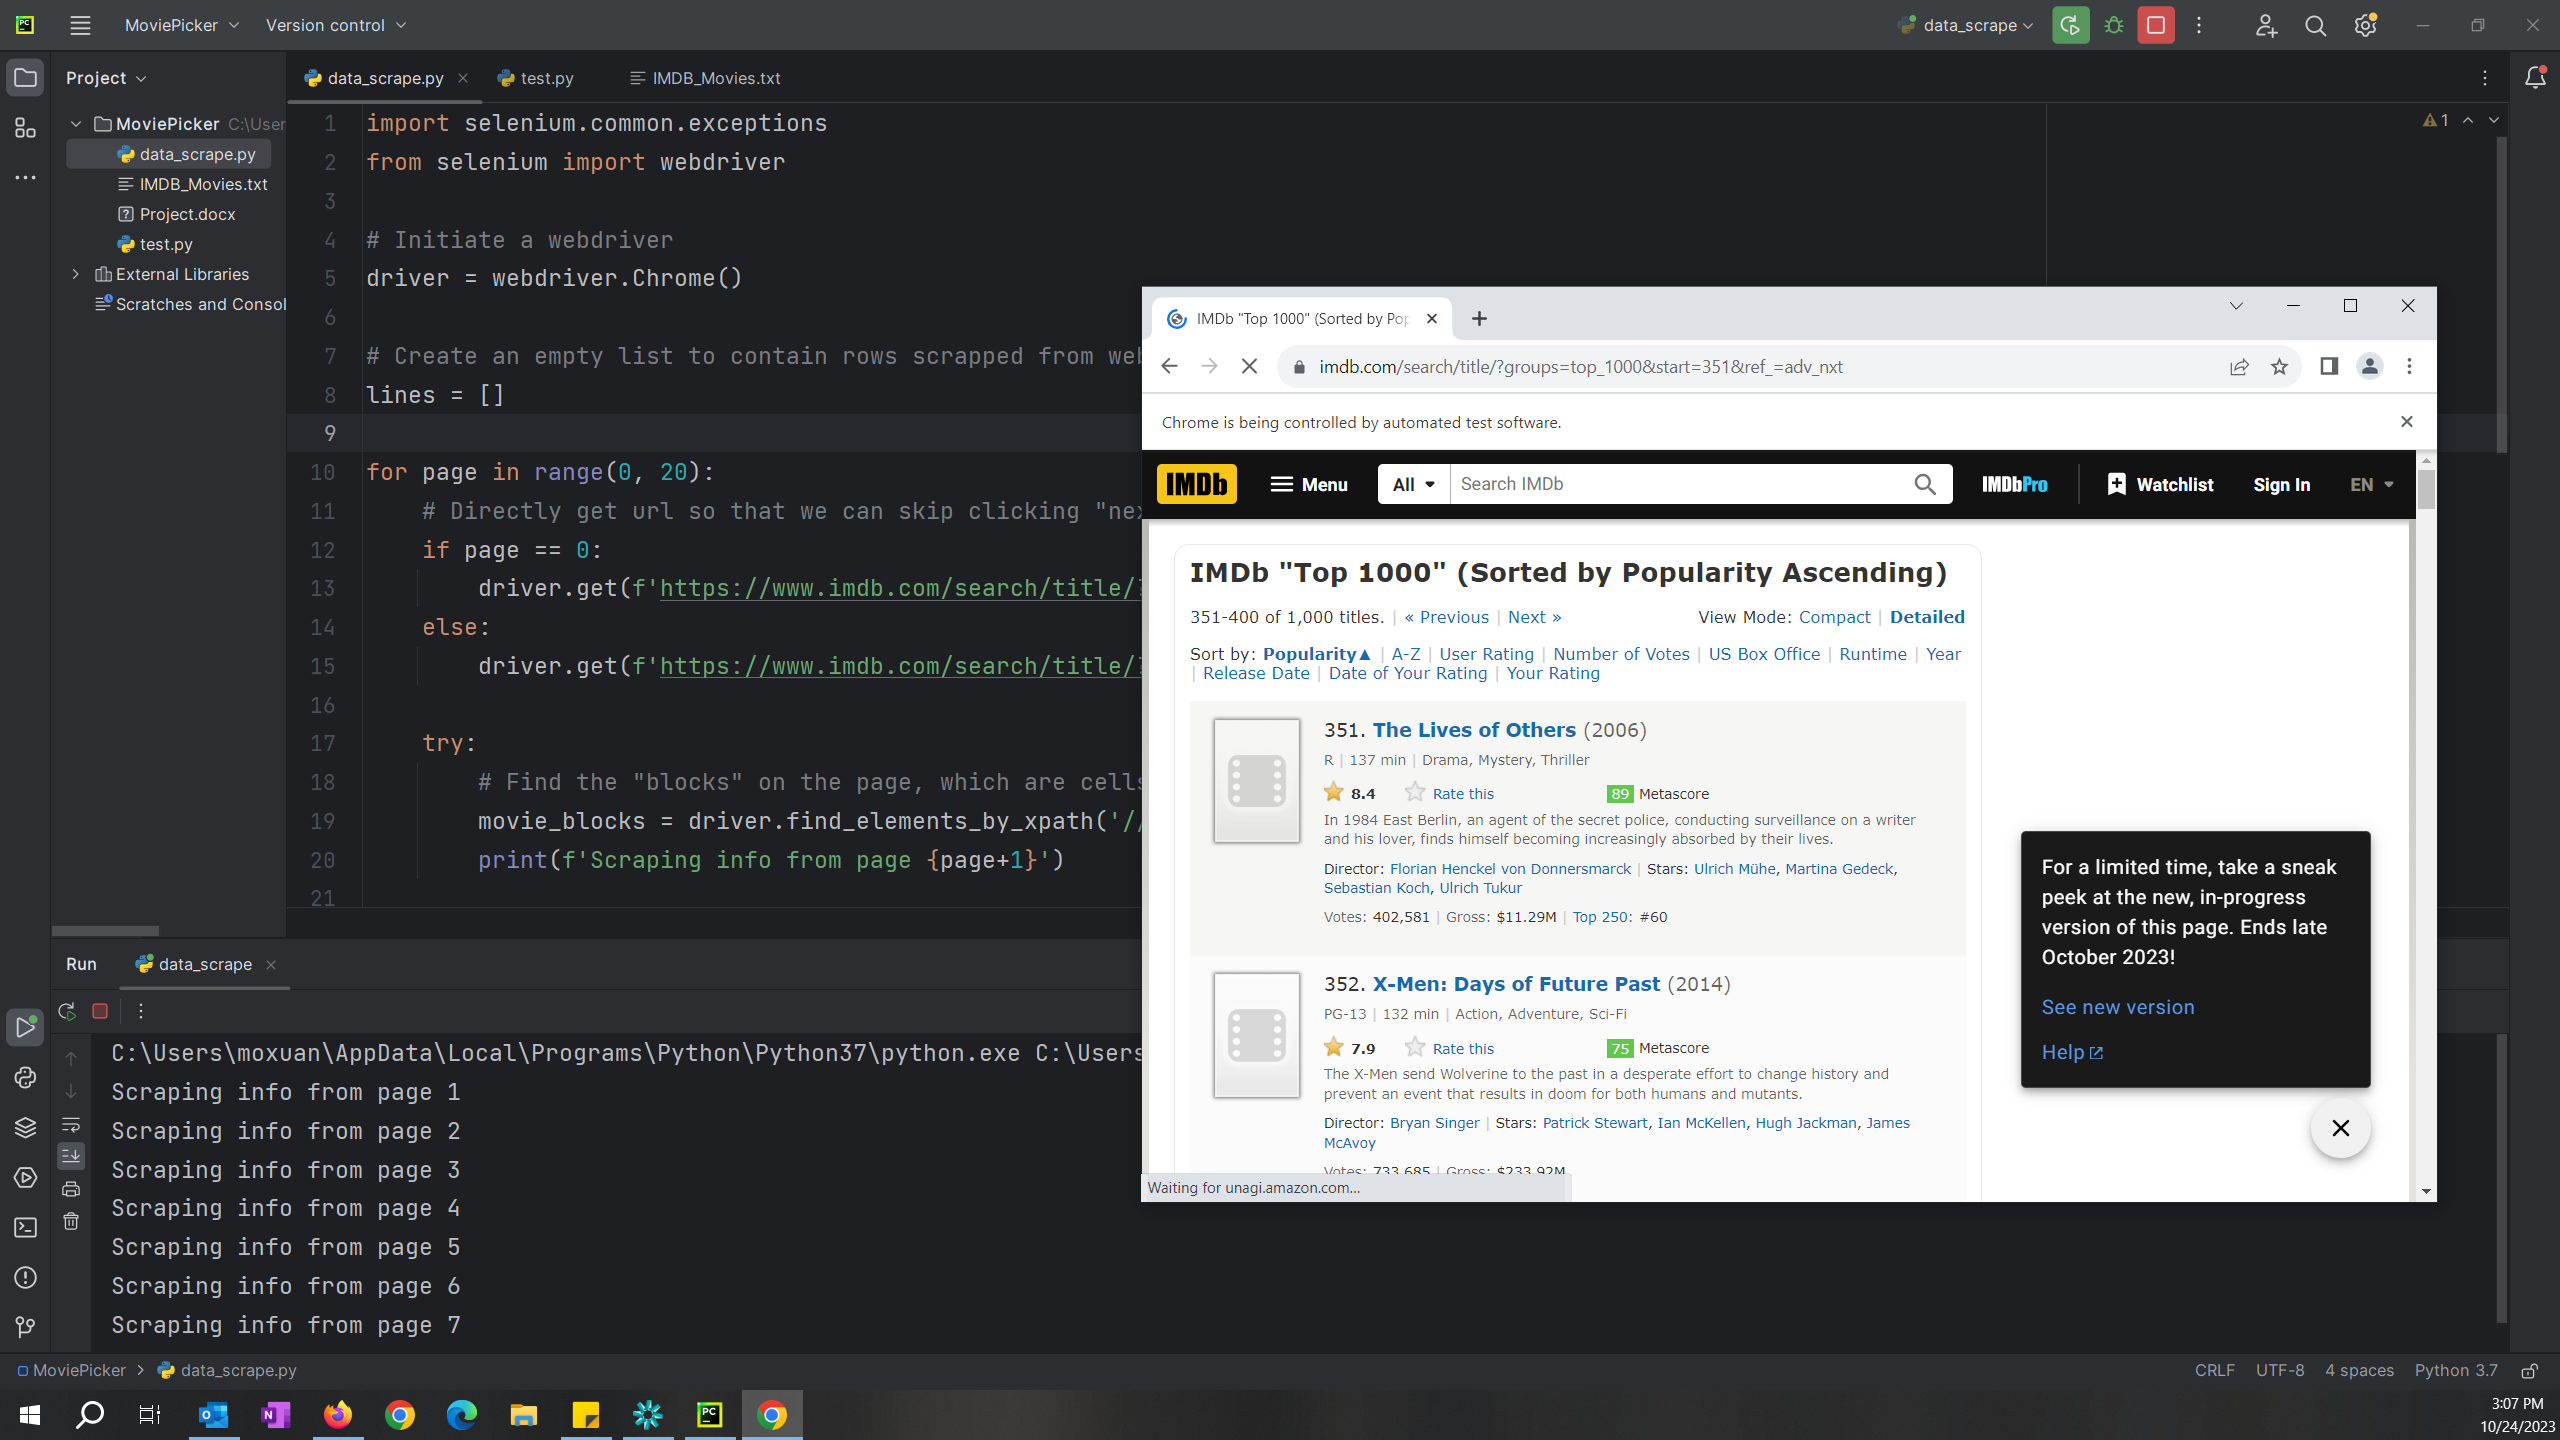 MoviePicker
Version control
data_scrape
Project
data_scrape.py
test.py
IMDB_Movies.txt
MoviePicker C:\User
data_scrape.py
IMDB_Movies.txt
Project.docx
test.py
External Libraries
Scratches and Consol
1
1 import selenium.common.exceptions
2 from selenium import webdriver
3
4 # Initiate a webdriver
5 driver = webdriver.Chrome()
6
7 # Create an empty list to contain rows scrapped from we
8 lines = []
9
10 for page in range(0, 20):
11 # Directly get url so that we can skip clicking "ne
12 if page == 0:
13 driver.get(f'https://www.imdb.com/search/title/?
14 else:
15 driver.get(f'https://www.imdb.com/search/title/?
16
17 try:
18 # Find the "blocks" on the page, which are cells
19 movie_blocks = driver.find_elements_by_xpath('//
20 print(f'Scraping info from page {page+1}')
21
IMDb "Top 1000" (Sorted by Pop
imdb.com/search/title/?groups=top_1000&start=351&ref_=adv_nxt
Chrome is being controlled by automated test software.
IMDb
Menu
All
Search IMDb
IMDbPro
Watchlist
Sign In
EN
IMDb "Top 1000" (Sorted by Popularity Ascending)
351-400 of 1,000 titles. | « Previous | Next »
View Mode: Compact | Detailed
Sort by: Popularity▲ | A-Z | User Rating | Number of Votes | US Box Office | Runtime | Year
| Release Date | Date of Your Rating | Your Rating
351. The Lives of Others (2006)
R | 137 min | Drama, Mystery, Thriller
8.4 Rate this 89 Metascore
In 1984 East Berlin, an agent of the secret police, conducting surveillance on a writer
and his lover, finds himself becoming increasingly absorbed by their lives.
Director: Florian Henckel von Donnersmarck | Stars: Ulrich Mühe, Martina Gedeck,
Sebastian Koch, Ulrich Tukur
Votes: 402,581 | Gross: $11.29M | Top 250: #60
352. X-Men: Days of Future Past (2014)
PG-13 | 132 min | Action, Adventure, Sci-Fi
7.9 Rate this 75 Metascore
The X-Men send Wolverine to the past in a desperate effort to change history and
prevent an event that results in doom for both humans and mutants.
Director: Bryan Singer | Stars: Patrick Stewart, Ian McKellen, Hugh Jackman, James
McAvoy
Votes: 733,685 | Gross: $233.92M
Waiting for unagi.amazon.com...
For a limited time, take a sneak
peek at the new, in-progress
version of this page. Ends late
October 2023!
See new version
Help
Run
data_scrape
C:\Users\moxuan\AppData\Local\Programs\Python\Python37\python.exe C:\Users
Scraping info from page 1
Scraping info from page 2
Scraping info from page 3
Scraping info from page 4
Scraping info from page 5
Scraping info from page 6
Scraping info from page 7
MoviePicker
data_scrape.py
CRLF
UTF-8
4 spaces
Python 3.7
3:07 PM
10/24/2023